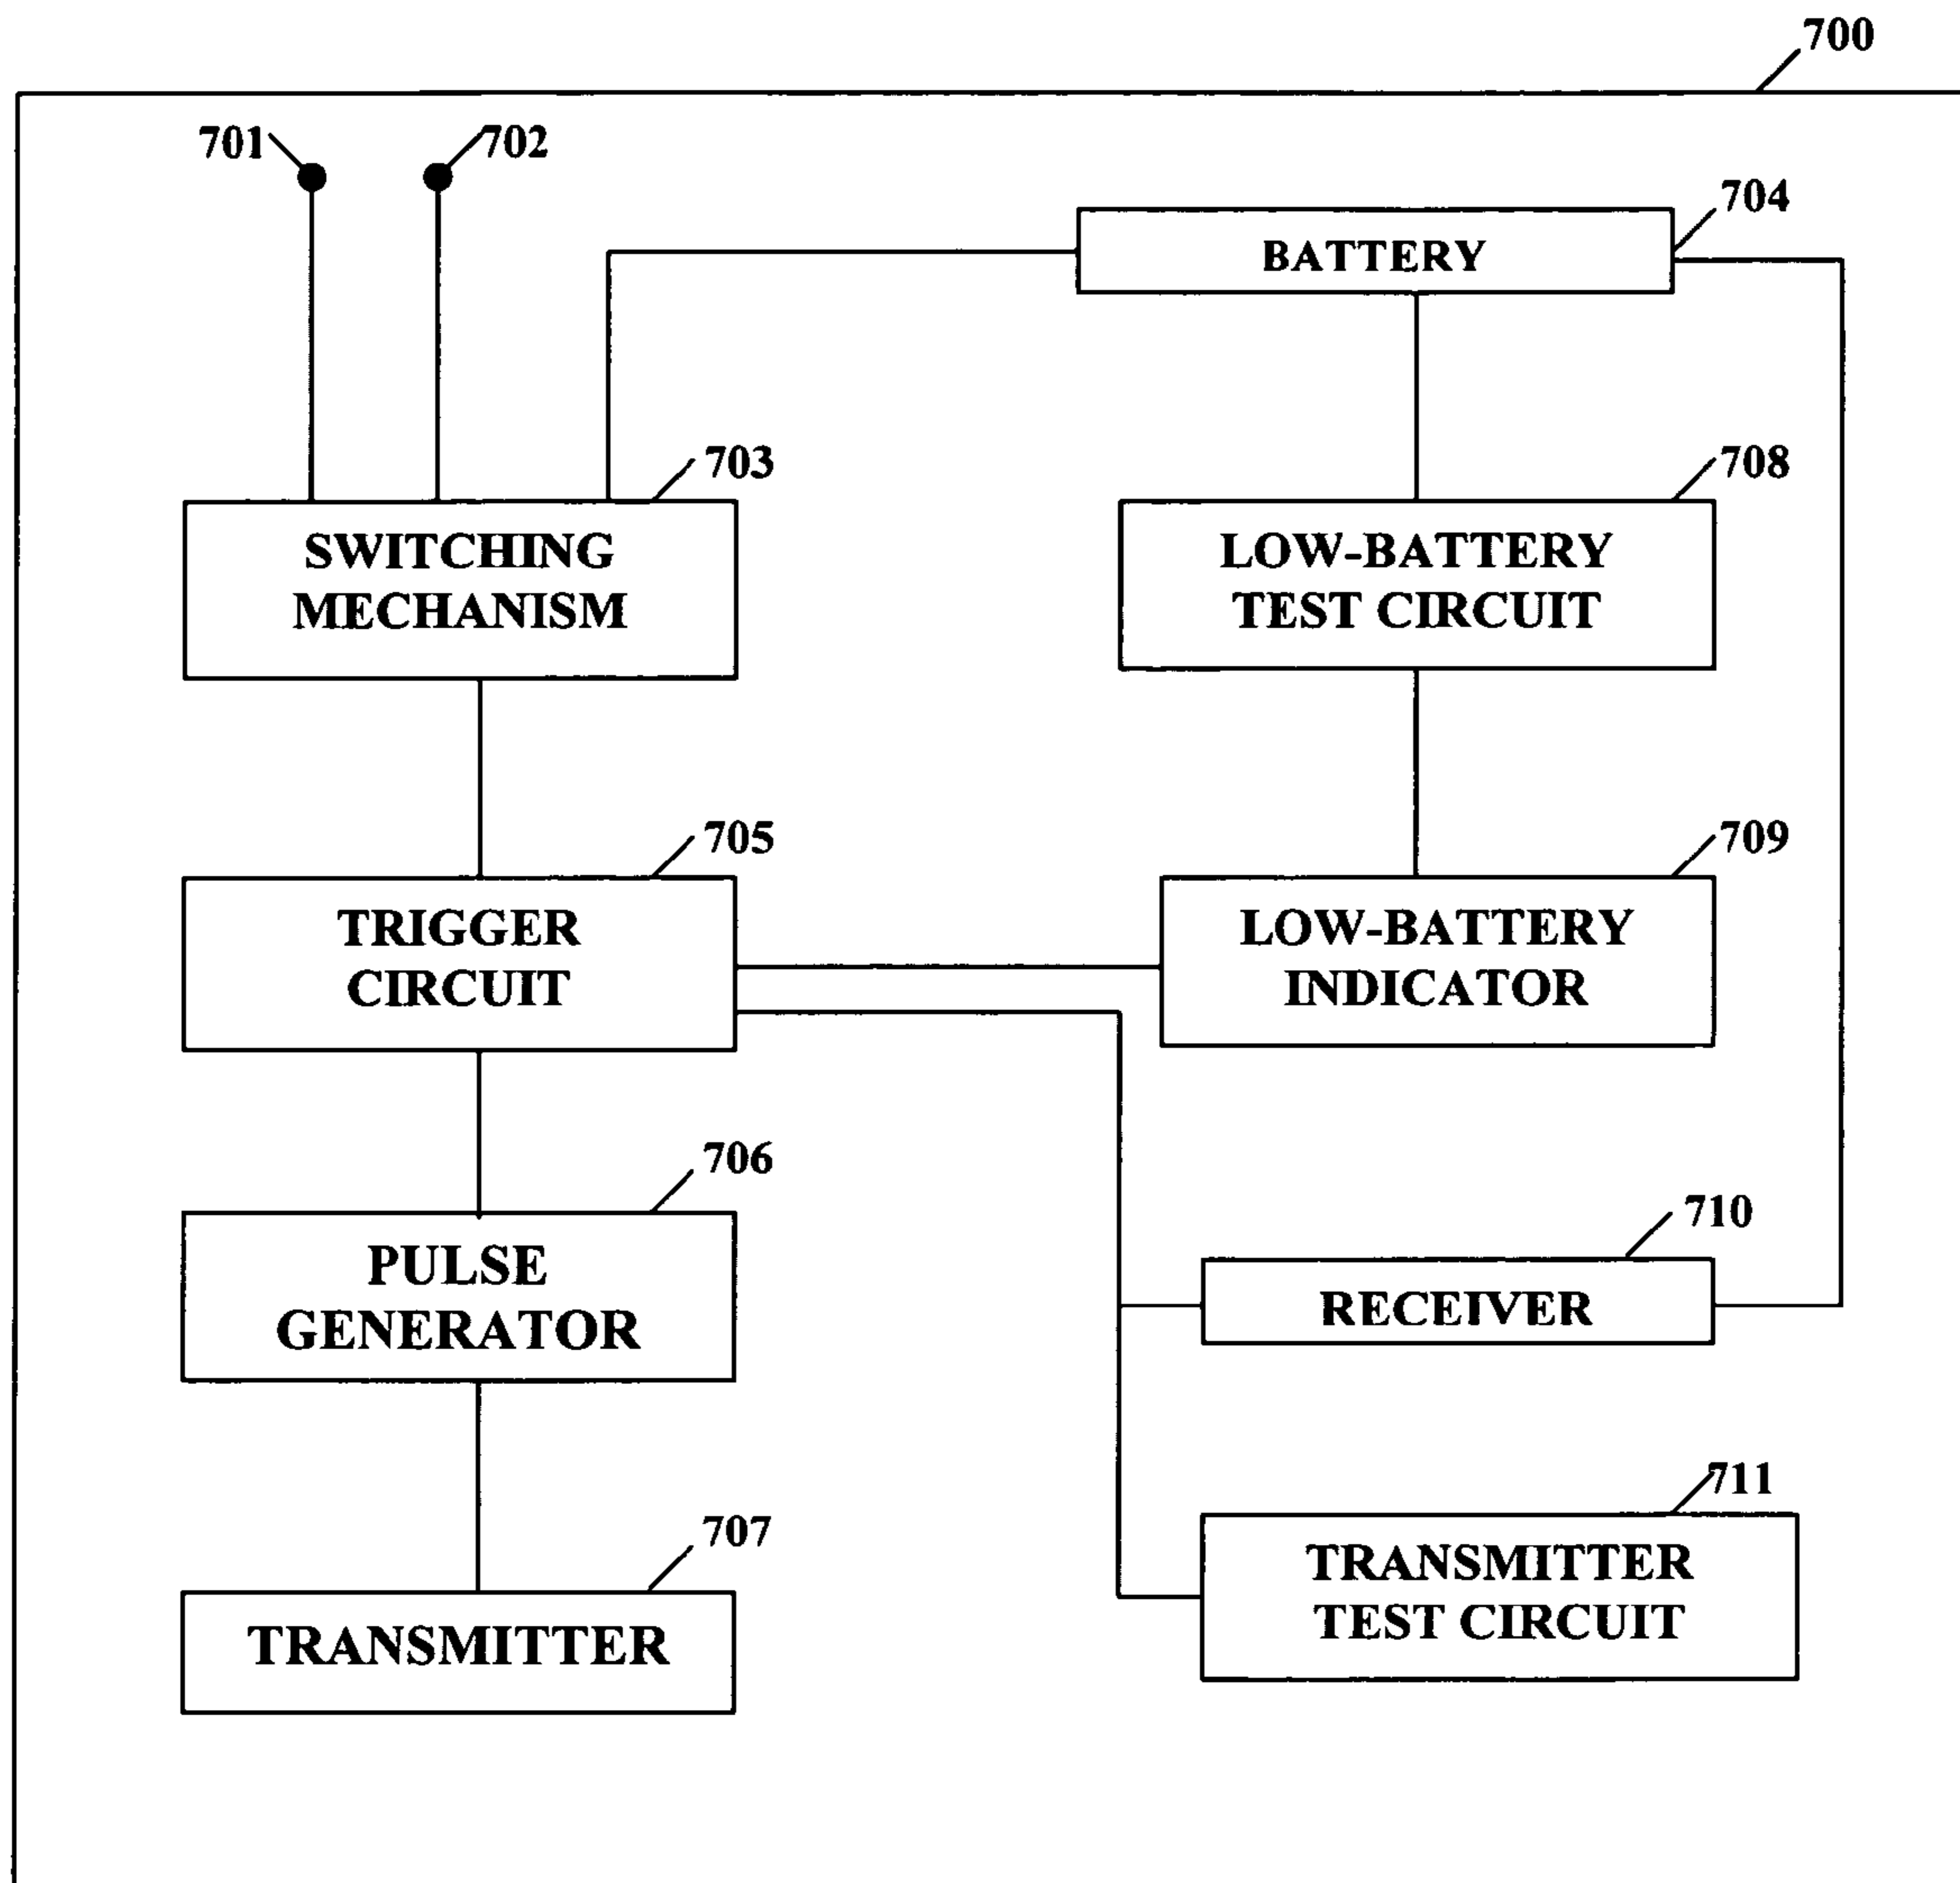 700
701
702
704
BATTERY
703
708
SWITCHING
MECHANISM
LOW-BATTERY
TEST CIRCUIT
705
709
TRIGGER
CIRCUIT
LOW-BATTERY
INDICATOR
706
710
PULSE
GENERATOR
RECEIVER
711
707
TRANSMITTER
TEST CIRCUIT
TRANSMITTER